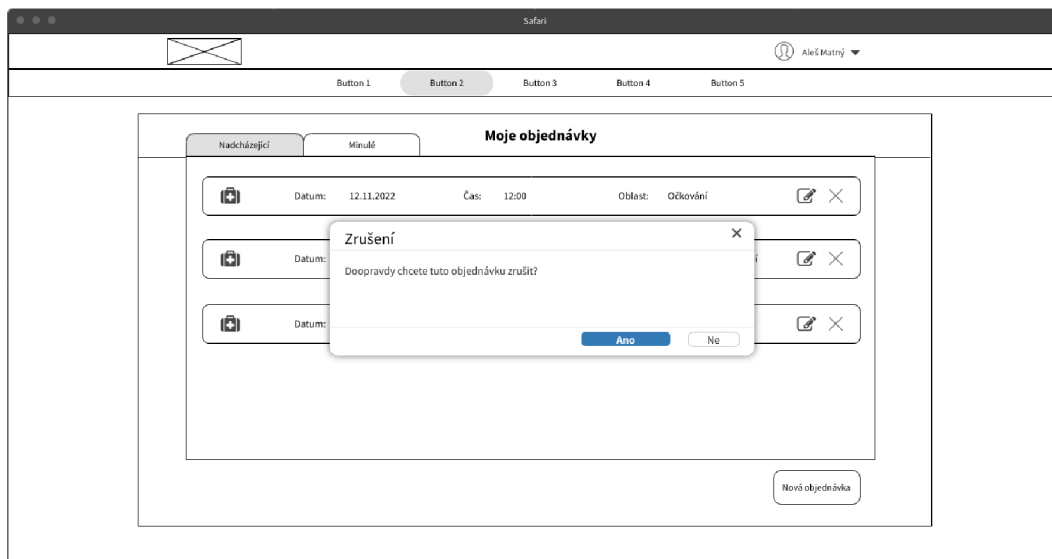 Safari
Aleš Matný
Button 1 Button 2 Button 3 Button 4 Button 5
Moje objednávky
Nadcházející Minulé
Datum: 12.11.2022 Čas: 12:00 Oblast: Očkování
Datum:
Datum:
Zrušení
Doopravdy chcete tuto objednávku zrušit?
Ano Ne
Nová objednávka